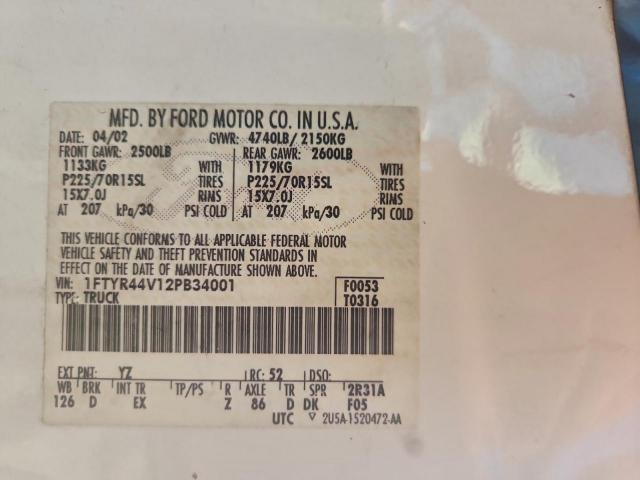 MFD. BY FORD MOTOR CO. IN U.S.A.
DATE: 04/02 GVWR: 4740LB/ 2150KG
FRONT GAWR: 2500LB REAR GAWR: 2600LB
1133KG WITH 1179KG WITH
P225/70R15SL TIRES P225/70R15SL TIRES
15X7.0J RIMS 15X7.0J RIMS
AT 207 kPa/30 PSI COLD AT 207 kPa/30 PSI COLD
THIS VEHICLE CONFORMS TO ALL APPLICABLE FEDERAL MOTOR
VEHICLE SAFETY AND THEFT PREVENTION STANDARDS IN
EFFECT ON THE DATE OF MANUFACTURE SHOWN ABOVE.
VIN: 1FTYR44V12PB34001 F0053
TYPE: TRUCK T0316
EXT PNT: YZ RC: 52 DSO:
WB BRK INT TR TP/PS R AXLE TR SPR 2R31A
126 D EX Z 86 D DK F05
UTC 2U5A-1520472-AA